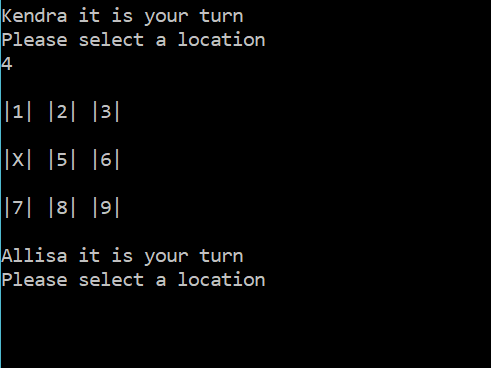 Kendra it is your turn
Please select a location
4
|1| |2| |3|
|X| |5| |6|
|7| |8| |9|
Allisa it is your turn
Please select a location